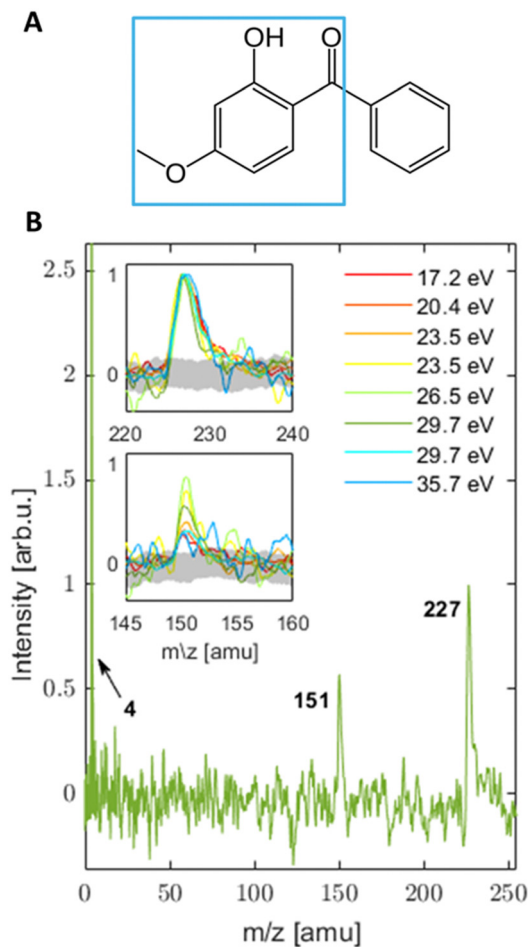 A
OH
O
O
B
2.5
2
1.5
1
0.5
0
Intensity [arb.u.]
1
0
220
230
240
1
0
145
150
155
160
m\z [amu]
17.2 eV
20.4 eV
23.5 eV
23.5 eV
26.5 eV
29.7 eV
29.7 eV
35.7 eV
4
151
227
0
50
100
150
200
250
m/z [amu]